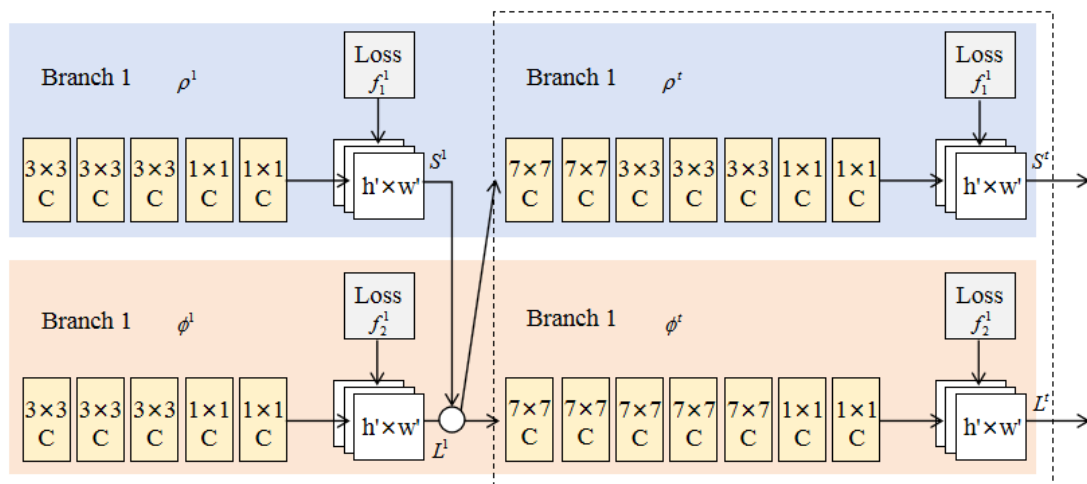 Branch 1 ρ¹
Loss
f₁¹
3×3 C
3×3 C
3×3 C
1×1 C
1×1 C
h'×w'
S¹
Branch 1 ρᵗ
Loss
f₁¹
7×7 C
7×7 C
3×3 C
3×3 C
3×3 C
1×1 C
1×1 C
h'×w'
Sᵗ
Branch 1 ϕ¹
Loss
f₂¹
3×3 C
3×3 C
3×3 C
1×1 C
1×1 C
h'×w'
L¹
Branch 1 ϕᵗ
Loss
f₂¹
7×7 C
7×7 C
7×7 C
7×7 C
7×7 C
1×1 C
1×1 C
h'×w'
Lᵗ